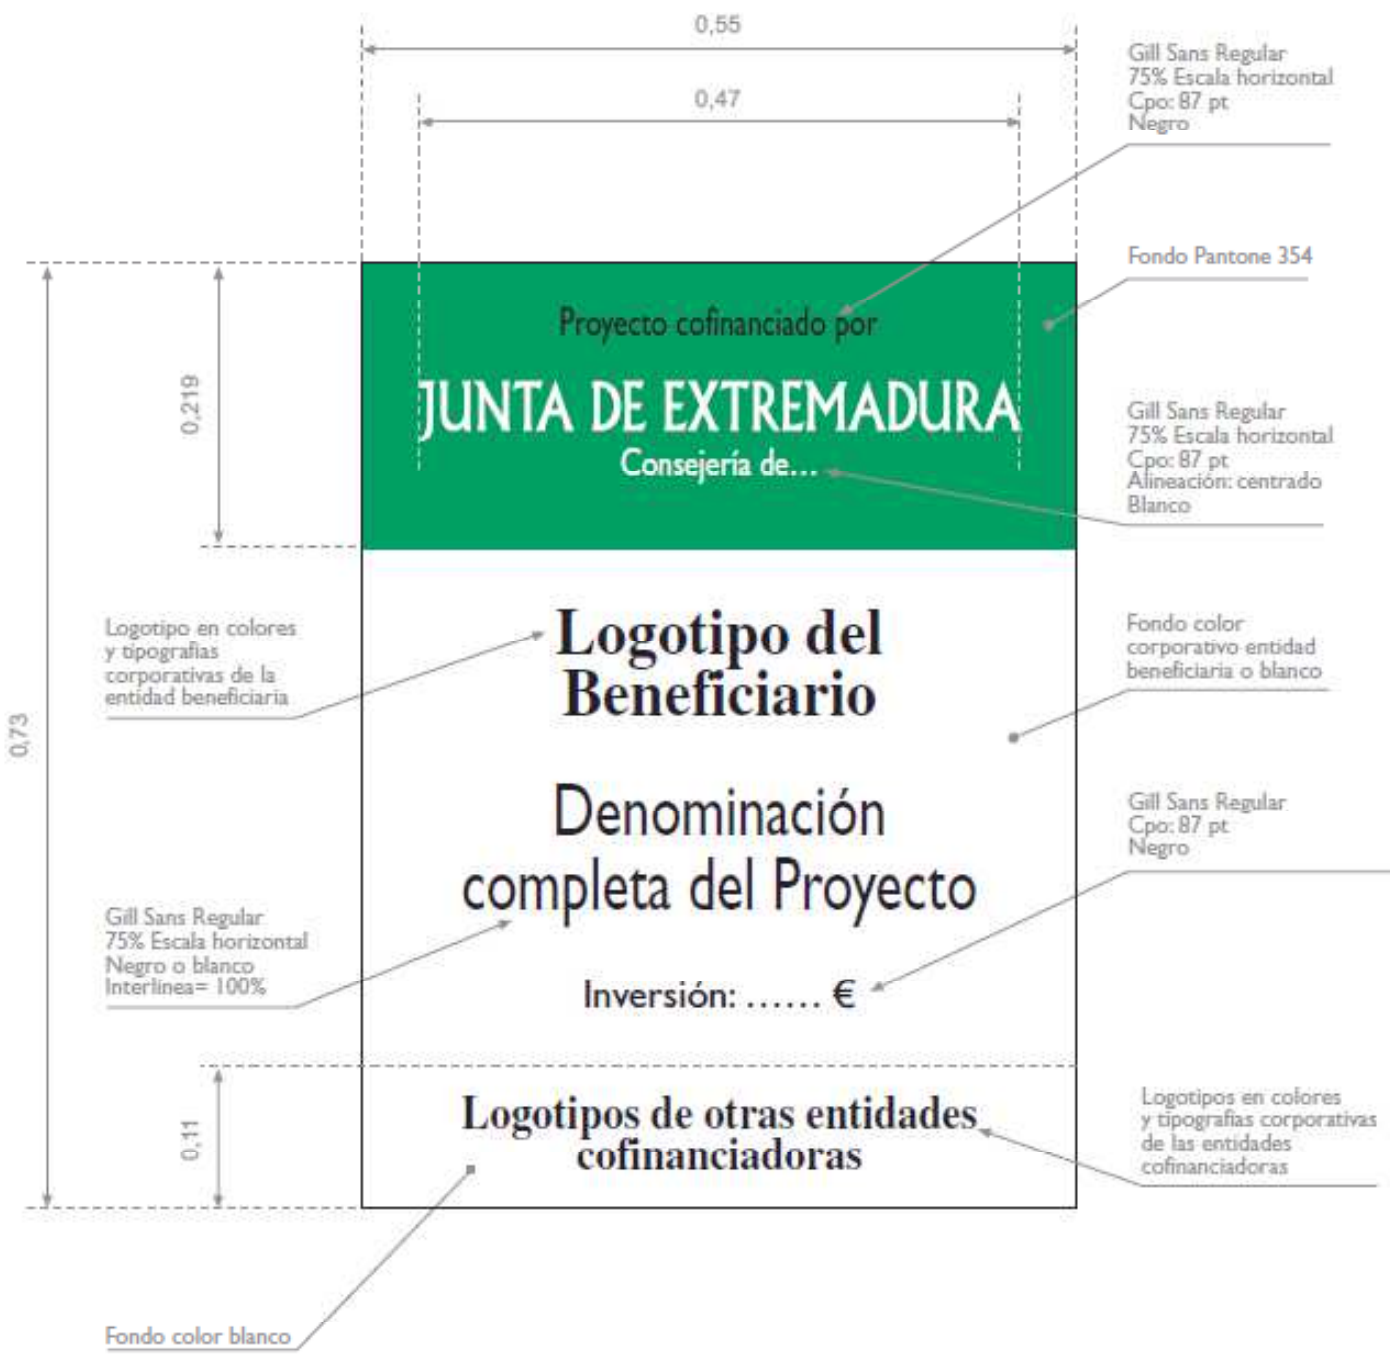 0,55
0,47
Gill Sans Regular
75% Escala horizontal
Cpo: 87 pt
Negro
Fondo Pantone 354
Proyecto cofinanciado por
JUNTA DE EXTREMADURA
Consejería de...
0,219
Gill Sans Regular
75% Escala horizontal
Cpo: 87 pt
Alineación: centrado
Blanco
Logotipo en colores
y tipografias
corporativas de la
entidad beneficiaria
Logotipo del
Beneficiario
Fondo color
corporativo entidad
beneficiaria o blanco
0,73
Denominación
completa del Proyecto
Gill Sans Regular
Cpo: 87 pt
Negro
Gill Sans Regular
75% Escala horizontal
Negro o blanco
Interlinea= 100%
Inversión: ...... €
0,11
Logotipos de otras entidades
cofinanciadoras
Logotipos en colores
y tipografias corporativas
de las entidades
cofinanciadoras
Fondo color blanco